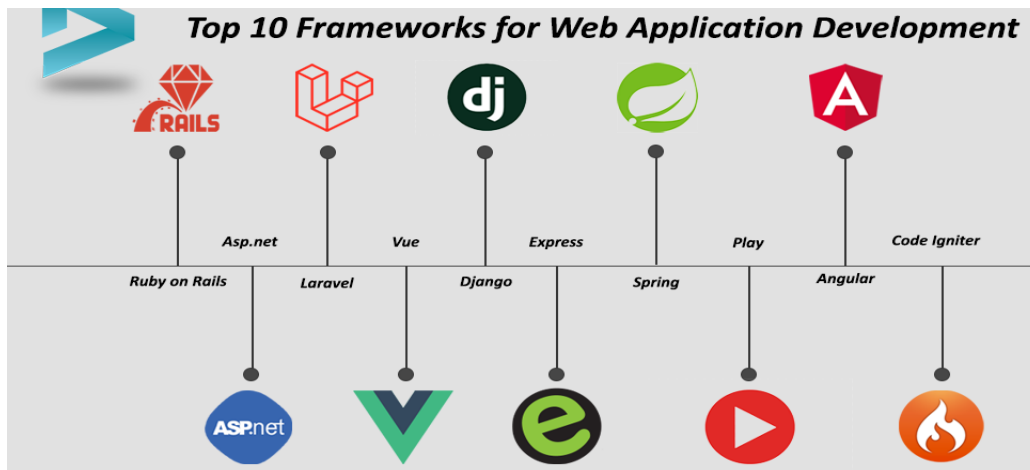 Top 10 Frameworks for Web Application Development
RAILS
dj
A
Asp.net
Vue
Express
Play
Code Igniter
Ruby on Rails
Laravel
Django
Spring
Angular
ASP.net
e